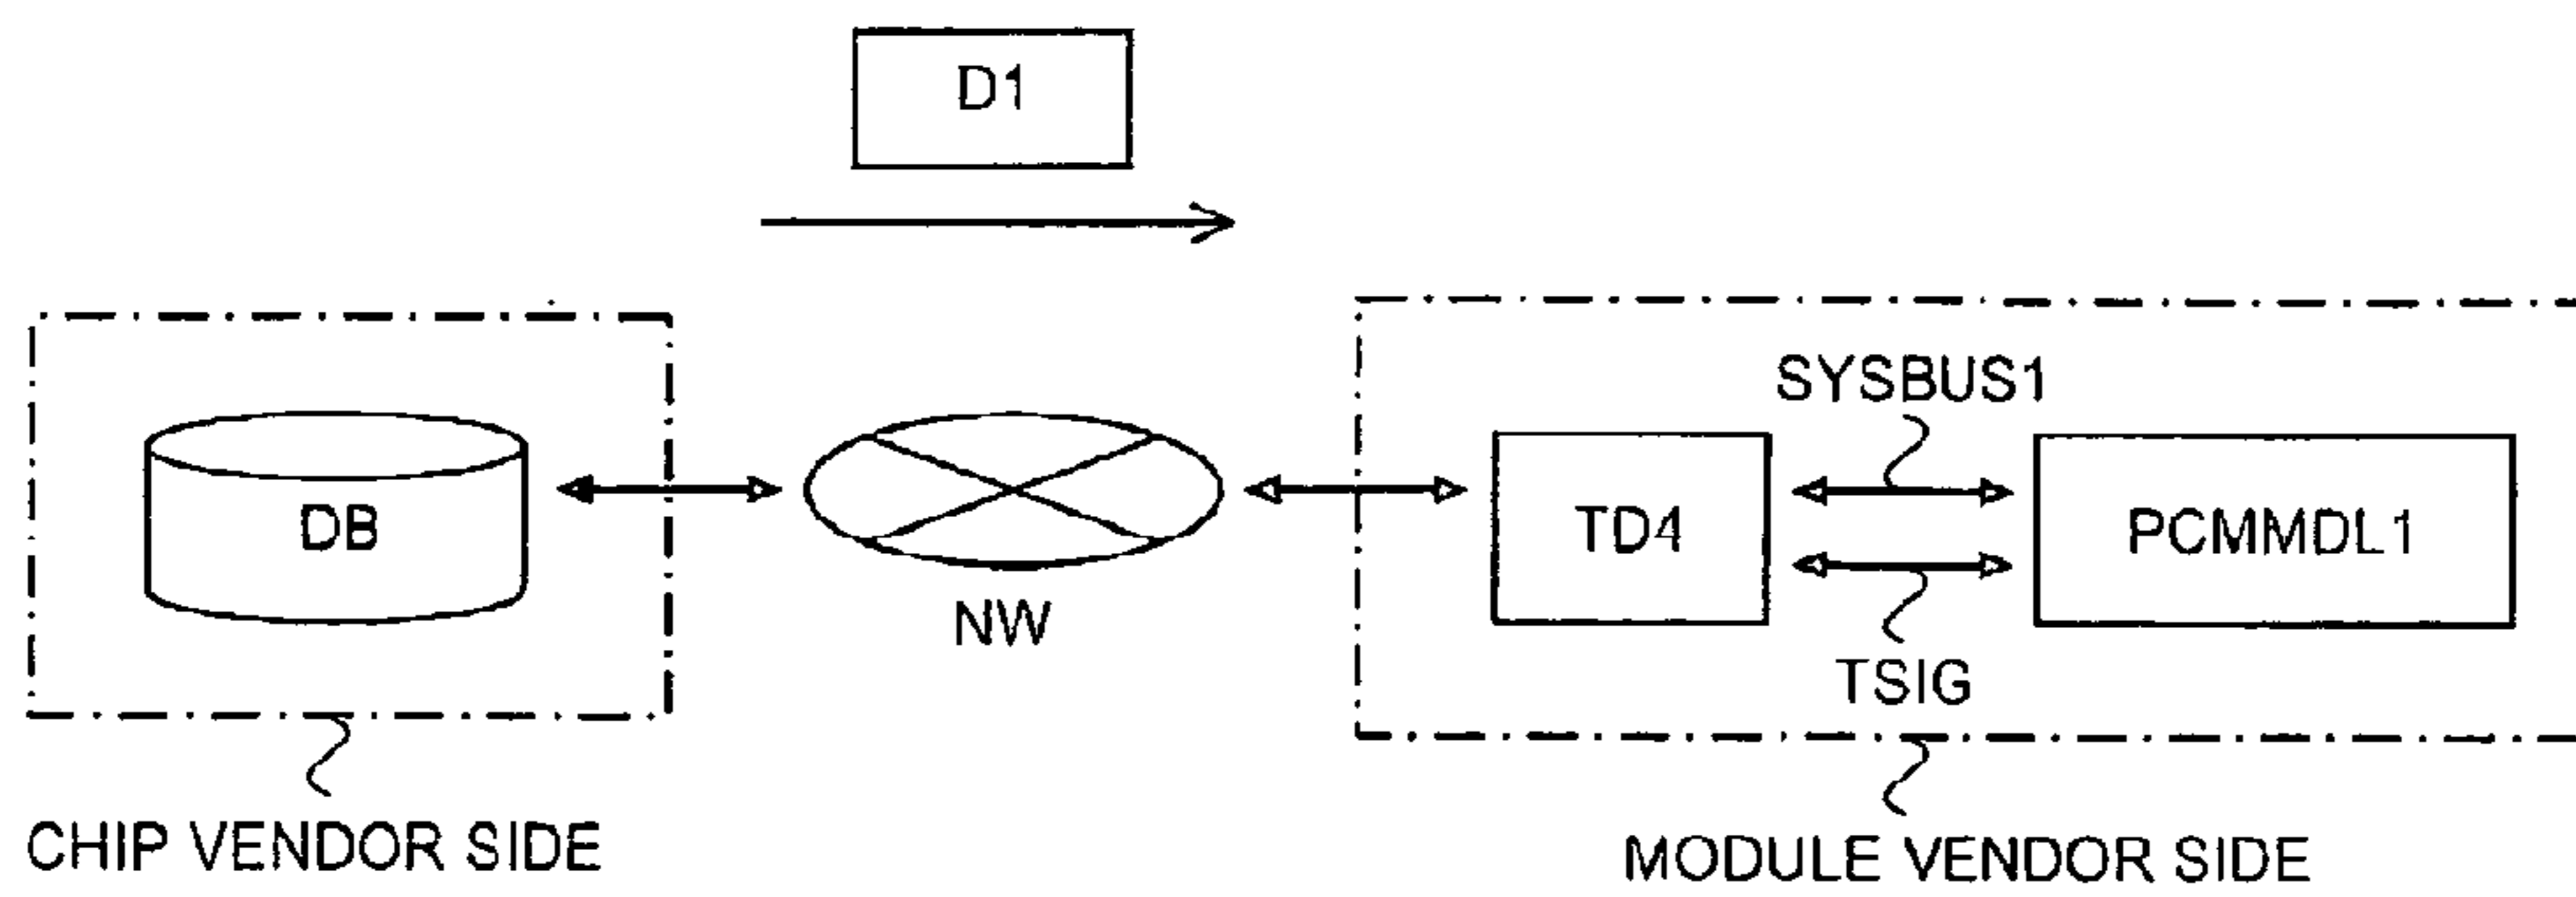 D1
SYSBUS1
DB
TD4
PCMMDL1
NW
TSIG
CHIP VENDOR SIDE
MODULE VENDOR SIDE